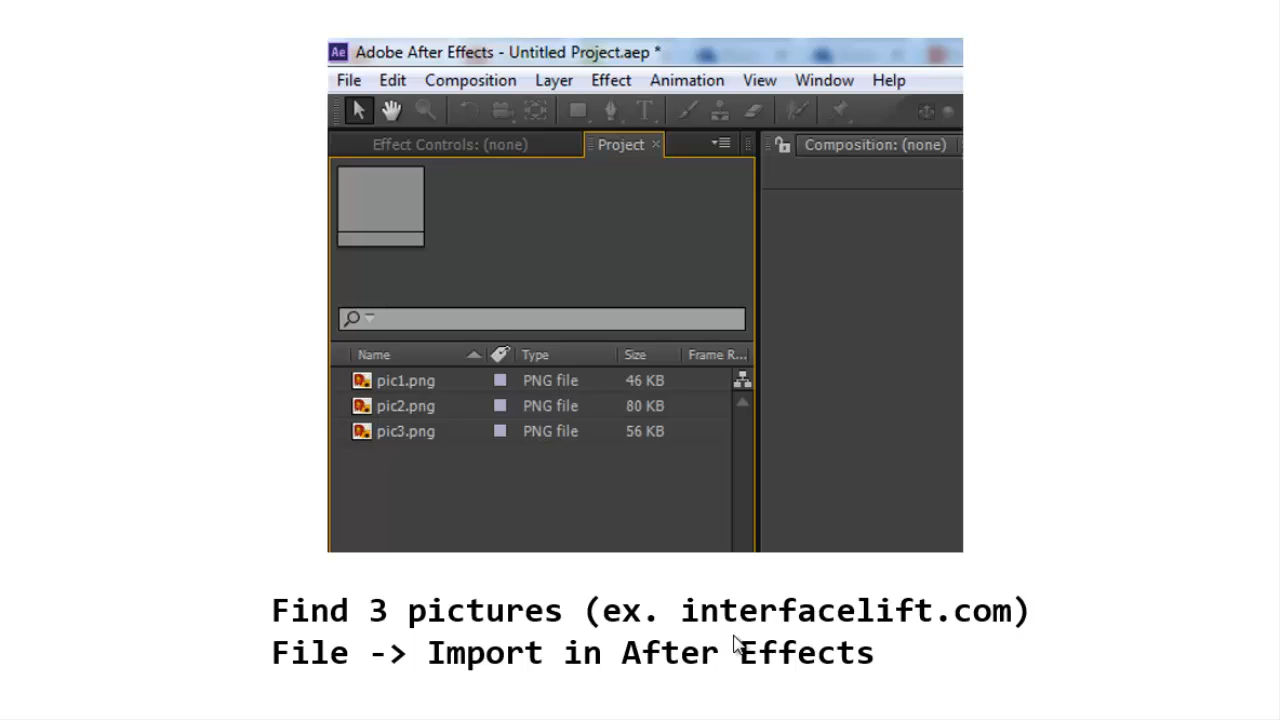 Ae Adobe After Effects - Untitled Project.aep *
File Edit Composition Layer Effect Animation View Window Help
Effect Controls: (none) Project × Composition: (none)
Name Type Size Frame R...
pic1.png PNG file 46 KB
pic2.png PNG file 80 KB
pic3.png PNG file 56 KB
Find 3 pictures (ex. interfacelift.com)
File -> Import in After Effects